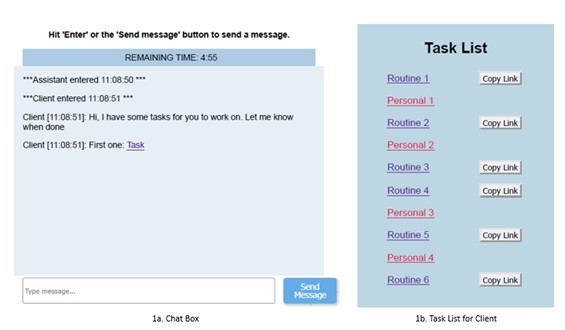 Hit 'Enter' or the 'Send message' button to send a message.
REMAINING TIME: 4:55
***Assistant entered 11:08:50 ***
***Client entered 11:08:51 ***
Client [11:08:51]: Hi, I have some tasks for you to work on. Let me know
when done
Client [11:08:51]: First one: Task
Type message...
Send
Message
1a. Chat Box
Task List
Routine 1 Copy Link
Personal 1
Routine 2 Copy Link
Personal 2
Routine 3 Copy Link
Routine 4 Copy Link
Personal 3
Routine 5 Copy Link
Personal 4
Routine 6 Copy Link
1b. Task List for Client